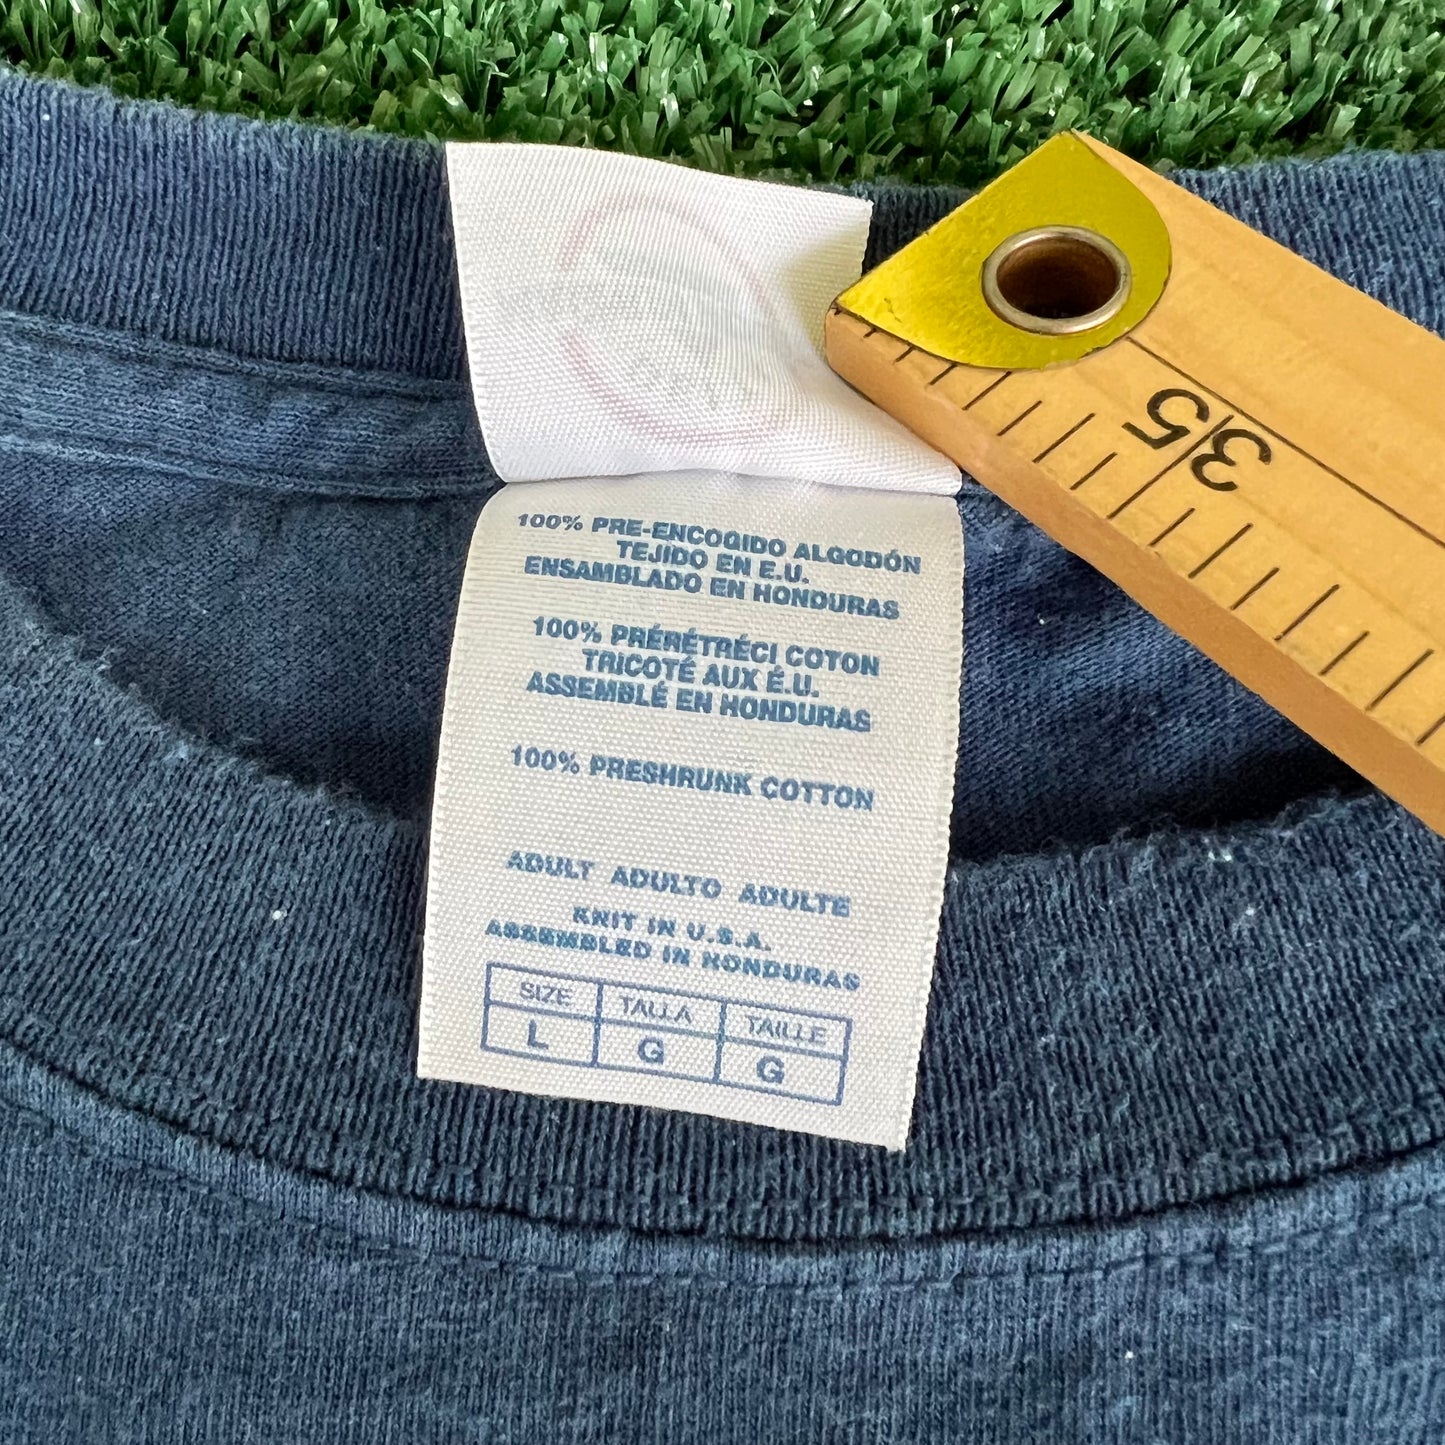 100% PRE-ENCOGIDO ALGODÓN
TEJIDO EN E.U.
ENSAMBLADO EN HONDURAS
100% PRÉRÉTRÉCI COTON
TRICOTÉ AUX É.U.
ASSEMBLÉ EN HONDURAS
100% PRESHRUNK COTTON
ADULT ADULTO ADULTE
KNIT IN U.S.A.
ASSEMBLED IN HONDURAS
SIZE TALLA TAILLE
L G G
35